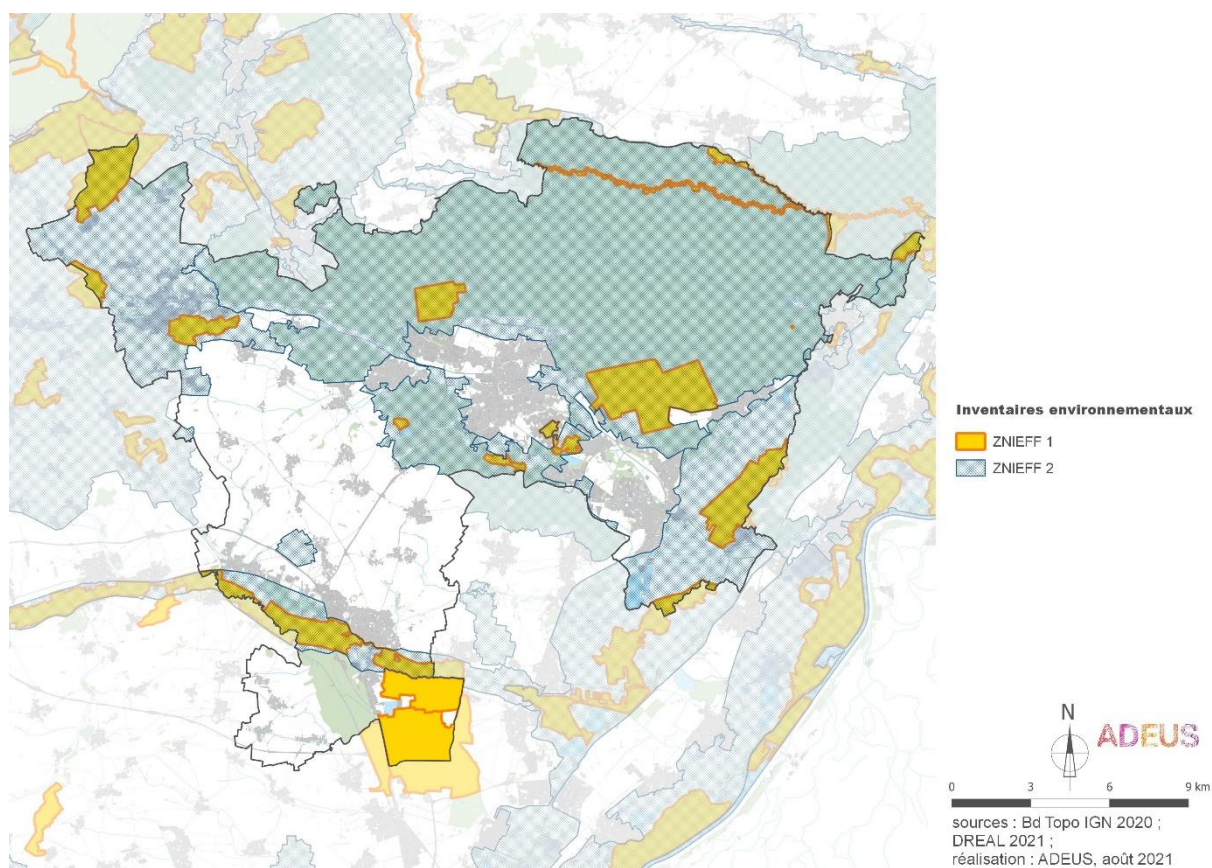 Inventaires environnementaux
ZNIEFF 1
ZNIEFF 2
N
ADEUS
0 3 6 9 km
sources : Bd Topo IGN 2020 ;
DREAL 2021 ;
réalisation : ADEUS, août 2021